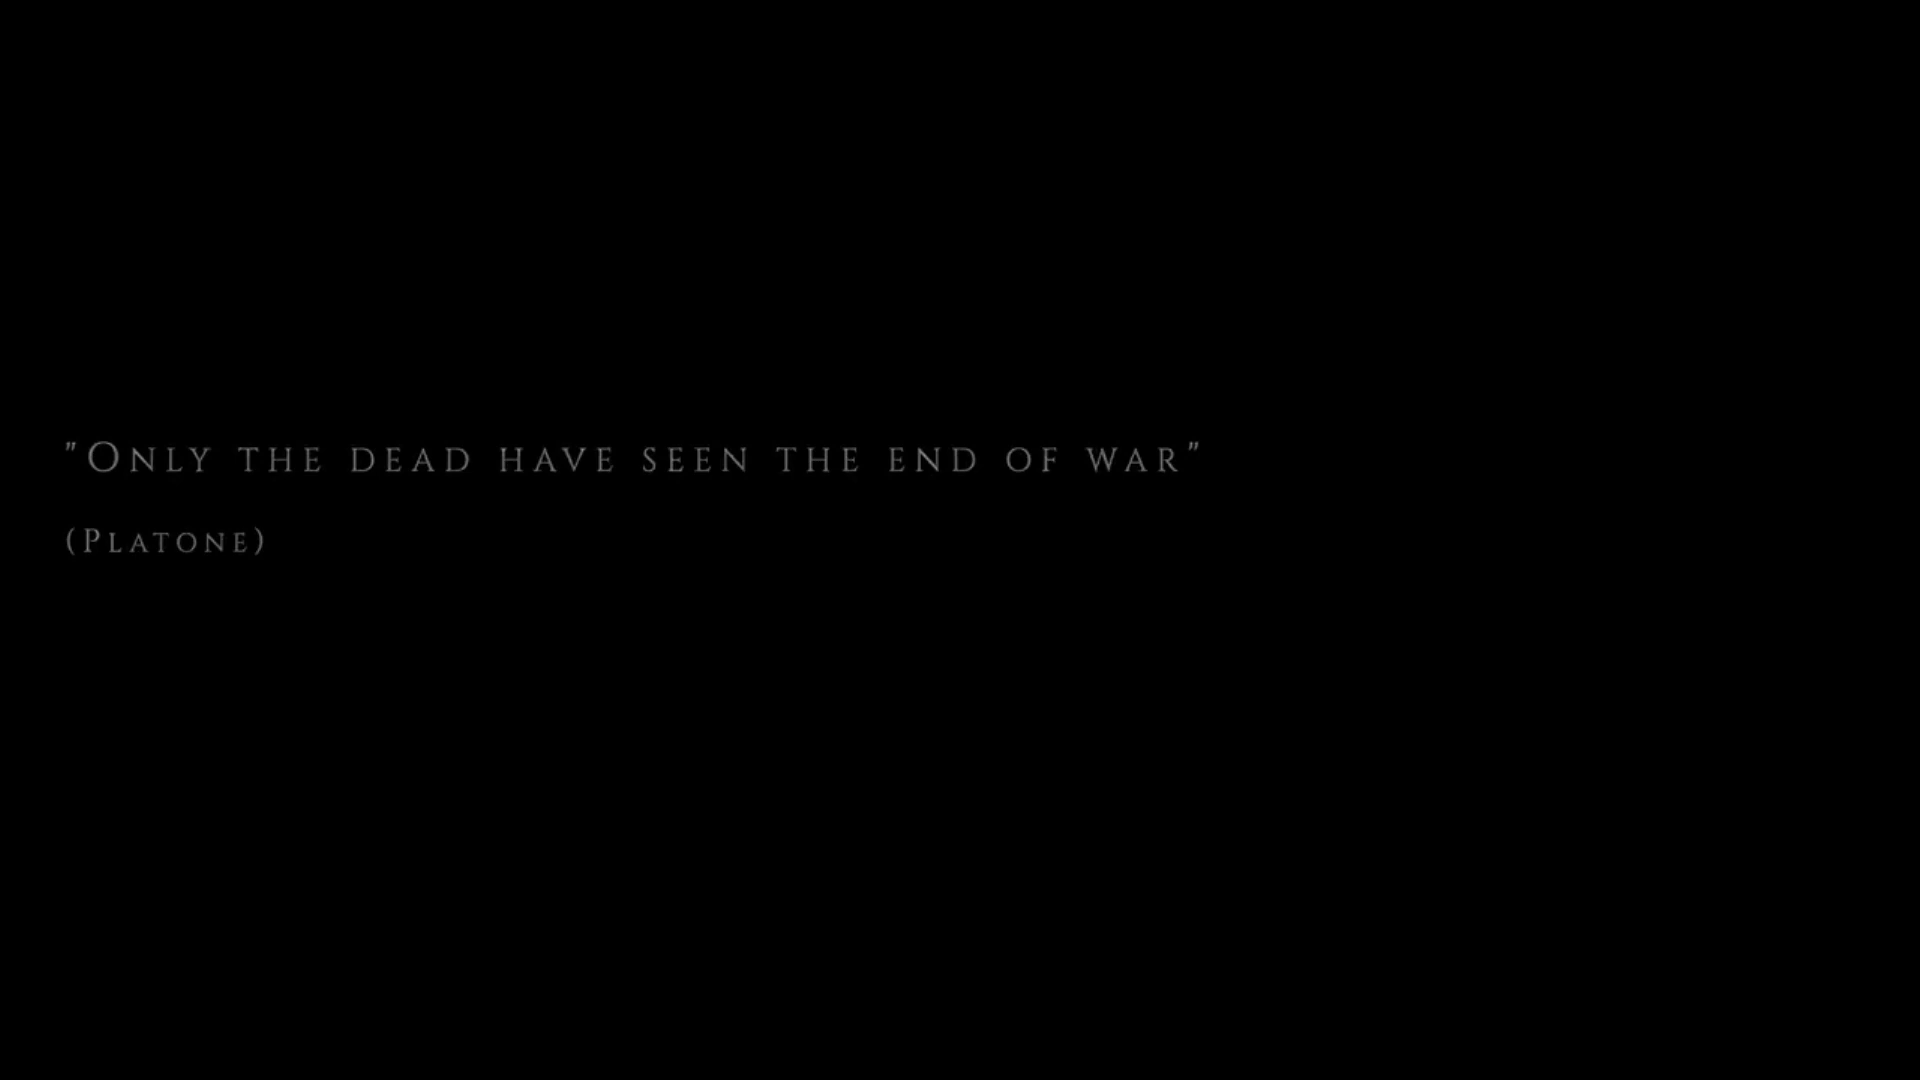 "Only the dead have seen the end of war"
(Platone)